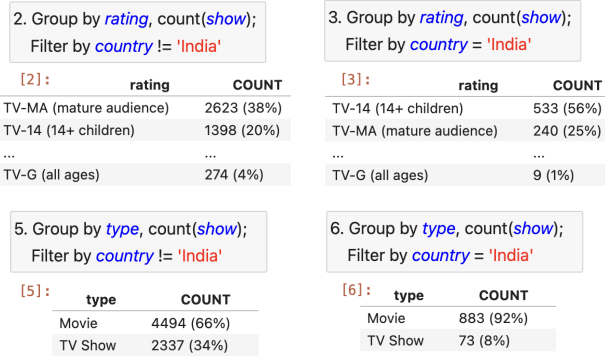 2. Group by rating, count(show);
Filter by country != 'India'
[2]:
rating COUNT
TV-MA (mature audience) 2623 (38%)
TV-14 (14+ children) 1398 (20%)
... ...
TV-G (all ages) 274 (4%)
3. Group by rating, count(show);
Filter by country = 'India'
[3]:
rating COUNT
TV-14 (14+ children) 533 (56%)
TV-MA (mature audience) 240 (25%)
... ...
TV-G (all ages) 9 (1%)
5. Group by type, count(show);
Filter by country != 'India'
[5]:
type COUNT
Movie 4494 (66%)
TV Show 2337 (34%)
6. Group by type, count(show);
Filter by country = 'India'
[6]:
type COUNT
Movie 883 (92%)
TV Show 73 (8%)